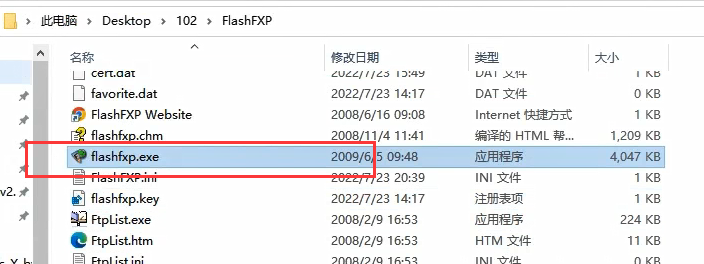 此电脑 > Desktop > 102 > FlashFXP
名称 修改日期 类型 大小
cert.dat 2022/7/23 15:49 DAT 文件 1 KB
favorite.dat 2022/7/23 14:17 DAT 文件 0 KB
FlashFXP Website 2008/6/16 09:08 Internet 快捷方式 1 KB
flashfxp.chm 2008/11/4 11:41 编译的 HTML 帮... 1,209 KB
flashfxp.exe 2009/6/5 09:48 应用程序 4,047 KB
FlashFXP.ini 2022/7/23 20:39 INI 文件 1 KB
flashfxp.key 2022/7/23 14:17 注册表项 1 KB
v2.
FtpList.exe 2008/2/9 16:53 应用程序 224 KB
FtpList.htm 2008/2/9 16:53 HTM 文件 11 KB
FtpList.ini 2008/2/9 16:53 INI 文件 1 KB